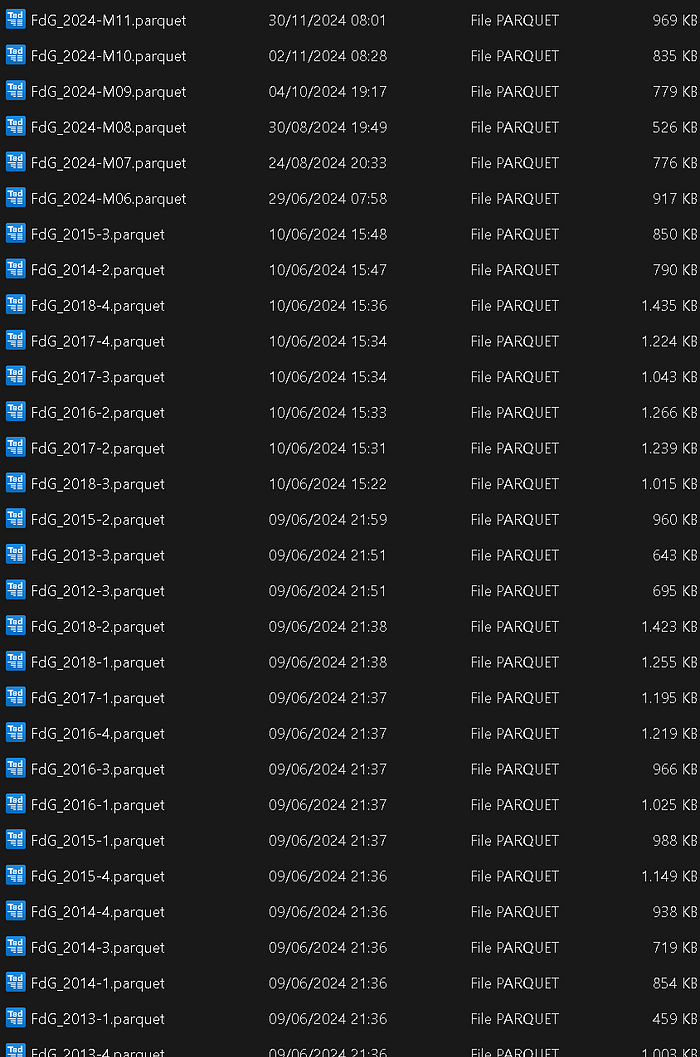 FdG_2024-M11.parquet 30/11/2024 08:01 File PARQUET 969 KB
FdG_2024-M10.parquet 02/11/2024 08:28 File PARQUET 835 KB
FdG_2024-M09.parquet 04/10/2024 19:17 File PARQUET 779 KB
FdG_2024-M08.parquet 30/08/2024 19:49 File PARQUET 526 KB
FdG_2024-M07.parquet 24/08/2024 20:33 File PARQUET 776 KB
FdG_2024-M06.parquet 29/06/2024 07:58 File PARQUET 917 KB
FdG_2015-3.parquet 10/06/2024 15:48 File PARQUET 850 KB
FdG_2014-2.parquet 10/06/2024 15:47 File PARQUET 790 KB
FdG_2018-4.parquet 10/06/2024 15:36 File PARQUET 1.435 KB
FdG_2017-4.parquet 10/06/2024 15:34 File PARQUET 1.224 KB
FdG_2017-3.parquet 10/06/2024 15:34 File PARQUET 1.043 KB
FdG_2016-2.parquet 10/06/2024 15:33 File PARQUET 1.266 KB
FdG_2017-2.parquet 10/06/2024 15:31 File PARQUET 1.239 KB
FdG_2018-3.parquet 10/06/2024 15:22 File PARQUET 1.015 KB
FdG_2015-2.parquet 09/06/2024 21:59 File PARQUET 960 KB
FdG_2013-3.parquet 09/06/2024 21:51 File PARQUET 643 KB
FdG_2012-3.parquet 09/06/2024 21:51 File PARQUET 695 KB
FdG_2018-2.parquet 09/06/2024 21:38 File PARQUET 1.423 KB
FdG_2018-1.parquet 09/06/2024 21:38 File PARQUET 1.255 KB
FdG_2017-1.parquet 09/06/2024 21:37 File PARQUET 1.195 KB
FdG_2016-4.parquet 09/06/2024 21:37 File PARQUET 1.219 KB
FdG_2016-3.parquet 09/06/2024 21:37 File PARQUET 966 KB
FdG_2016-1.parquet 09/06/2024 21:37 File PARQUET 1.025 KB
FdG_2015-1.parquet 09/06/2024 21:37 File PARQUET 988 KB
FdG_2015-4.parquet 09/06/2024 21:36 File PARQUET 1.149 KB
FdG_2014-4.parquet 09/06/2024 21:36 File PARQUET 938 KB
FdG_2014-3.parquet 09/06/2024 21:36 File PARQUET 719 KB
FdG_2014-1.parquet 09/06/2024 21:36 File PARQUET 854 KB
FdG_2013-1.parquet 09/06/2024 21:36 File PARQUET 459 KB
FdG_2013-4.parquet 09/06/2024 21:36 File PARQUET 1.003 KB